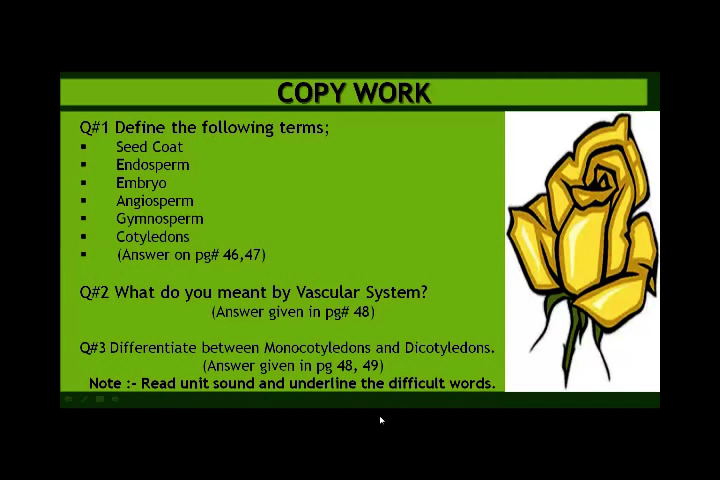 COPY WORK
Q#1 Define the following terms;
▪ Seed Coat
▪ Endosperm
▪ Embryo
▪ Angiosperm
▪ Gymnosperm
▪ Cotyledons
▪ (Answer on pg# 46,47)
Q#2 What do you meant by Vascular System?
(Answer given in pg# 48)
Q#3 Differentiate between Monocotyledons and Dicotyledons.
(Answer given in pg 48, 49)
Note :- Read unit sound and underline the difficult words.